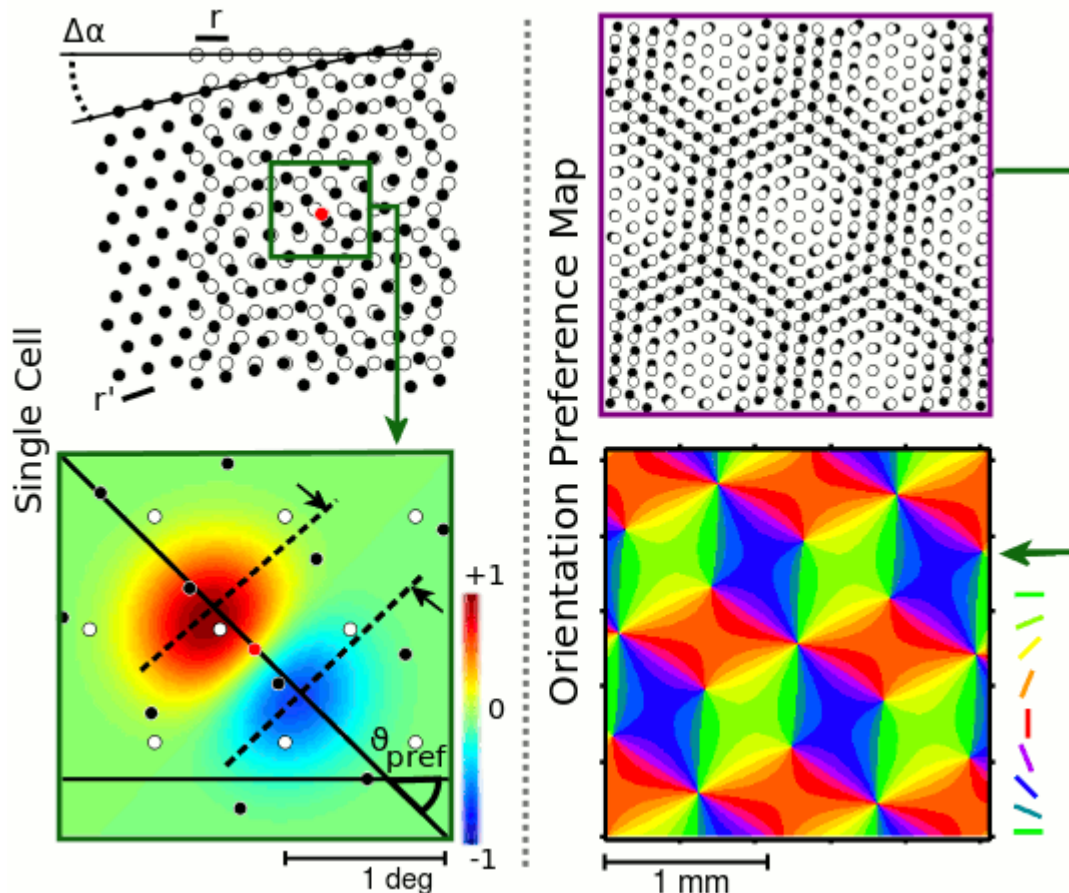 Δα
r
r'
Single Cell
+1
0
-1
ϑpref
1 deg
Orientation Preference Map
1 mm